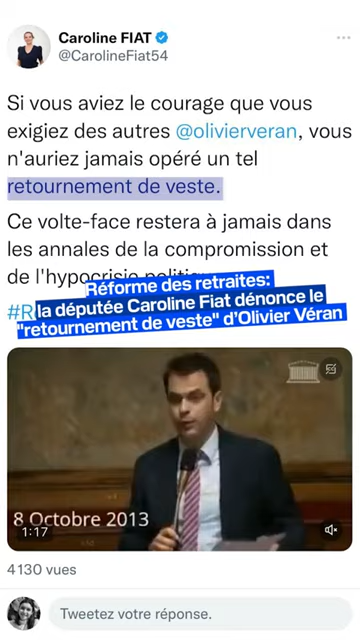 Caroline FIAT
@CarolineFiat54
Si vous aviez le courage que vous
exigiez des autres @olivierveran, vous
n'auriez jamais opéré un tel
retournement de veste.
Ce volte-face restera à jamais dans
les annales de la compromission et
de l'hypocrisie
Réforme des retraites:
la députée Caroline Fiat dénonce le
"retournement de veste" d'Olivier Véran
#R
8 Octobre 2013
1:17
4 130 vues
Tweetez votre réponse.